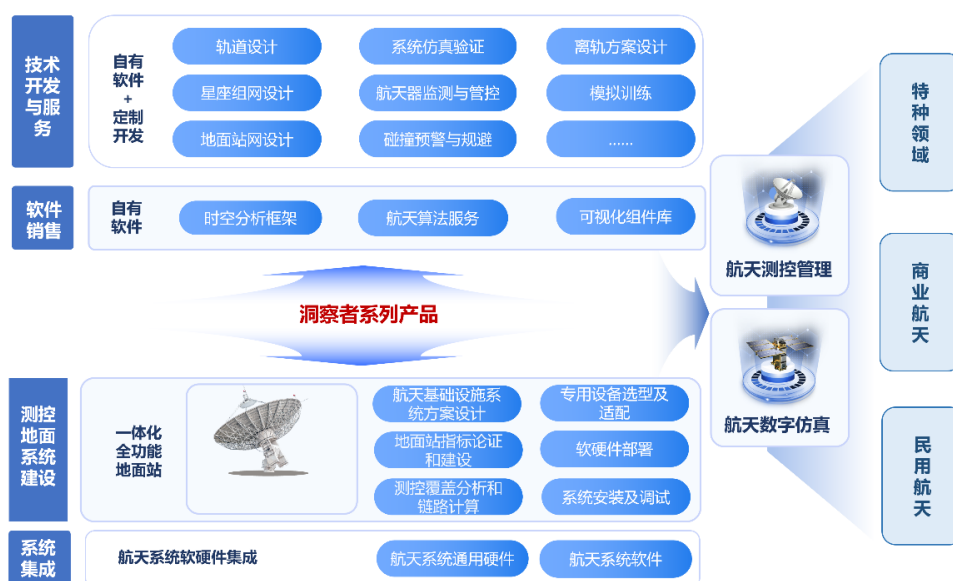 技术
开发
与服
务
自有
软件
+
定制
开发
轨道设计
系统仿真验证
离轨方案设计
星座组网设计
航天器监测与管控
模拟训练
地面站网设计
碰撞预警与规避
……
软件
销售
自有
软件
时空分析框架
航天算法服务
可视化组件库
洞察者系列产品
测控
地面
系统
建设
一体化
全功能
地面站
航天基础设施系
统方案设计
专用设备选型及
适配
地面站指标论证
和建设
软硬件部署
测控覆盖分析和
链路计算
系统安装及调试
系统
集成
航天系统软硬件集成
航天系统通用硬件
航天系统软件
航天测控管理
航天数字仿真
特
种
领
域
商
业
航
天
民
用
航
天